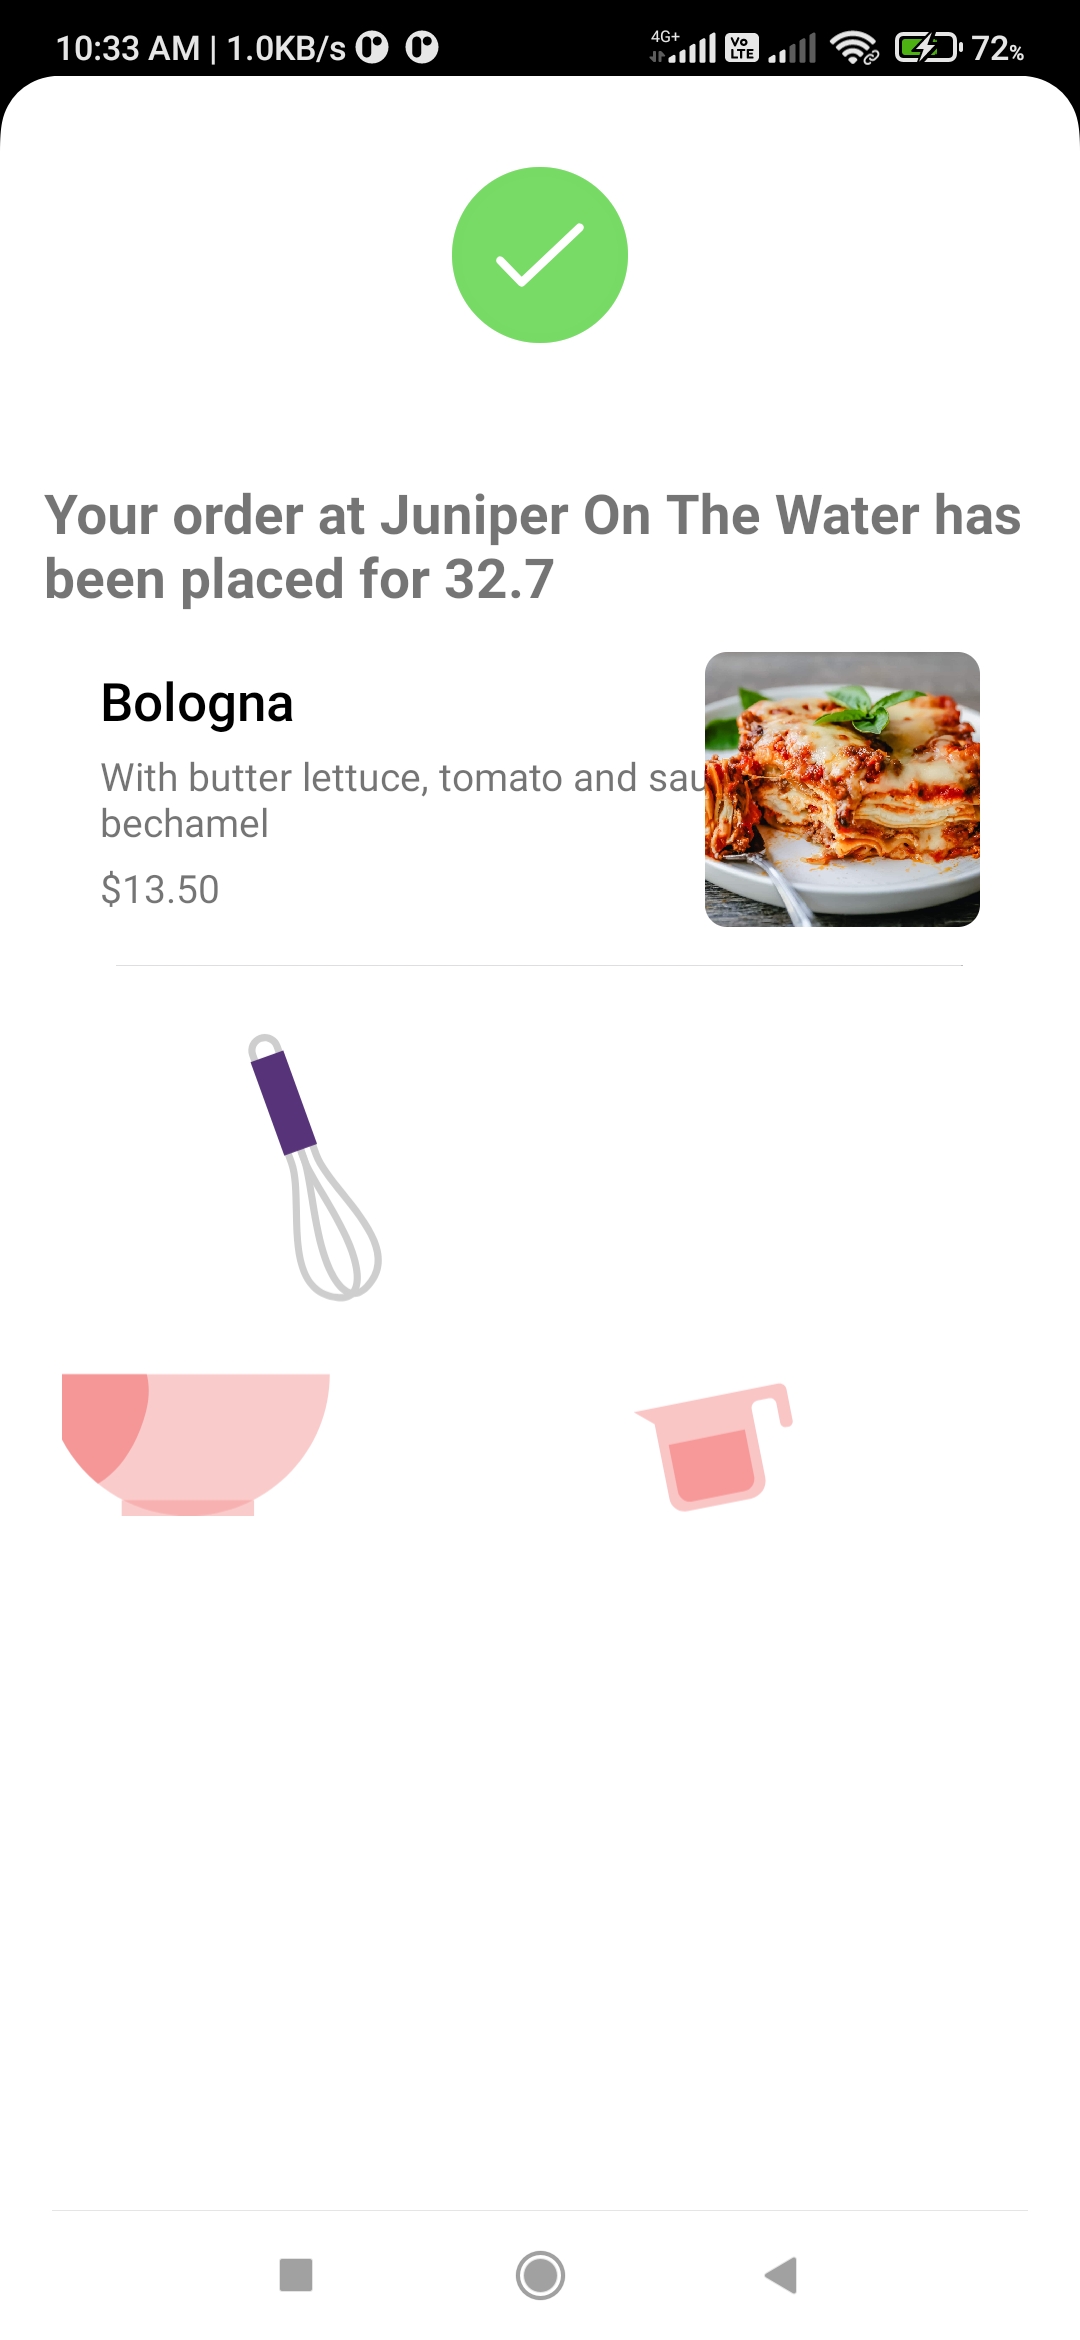 10:33 AM | 1.0KB/s 4G+ Vo LTE 72%
Your order at Juniper On The Water has
been placed for 32.7
Bologna
With butter lettuce, tomato and sau
bechamel
$13.50